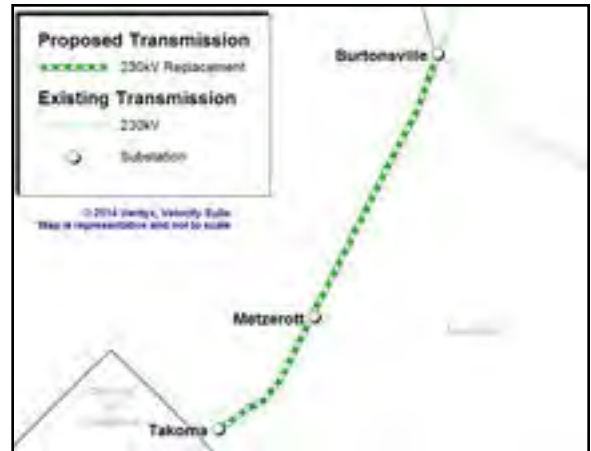 Proposed Transmission
230kV Replacement
Existing Transmission
230kV
Substation
© 2014 Ventyx, Velocity Suite
Map is representative and not to scale
Burtonsville
Metzerott
Takoma